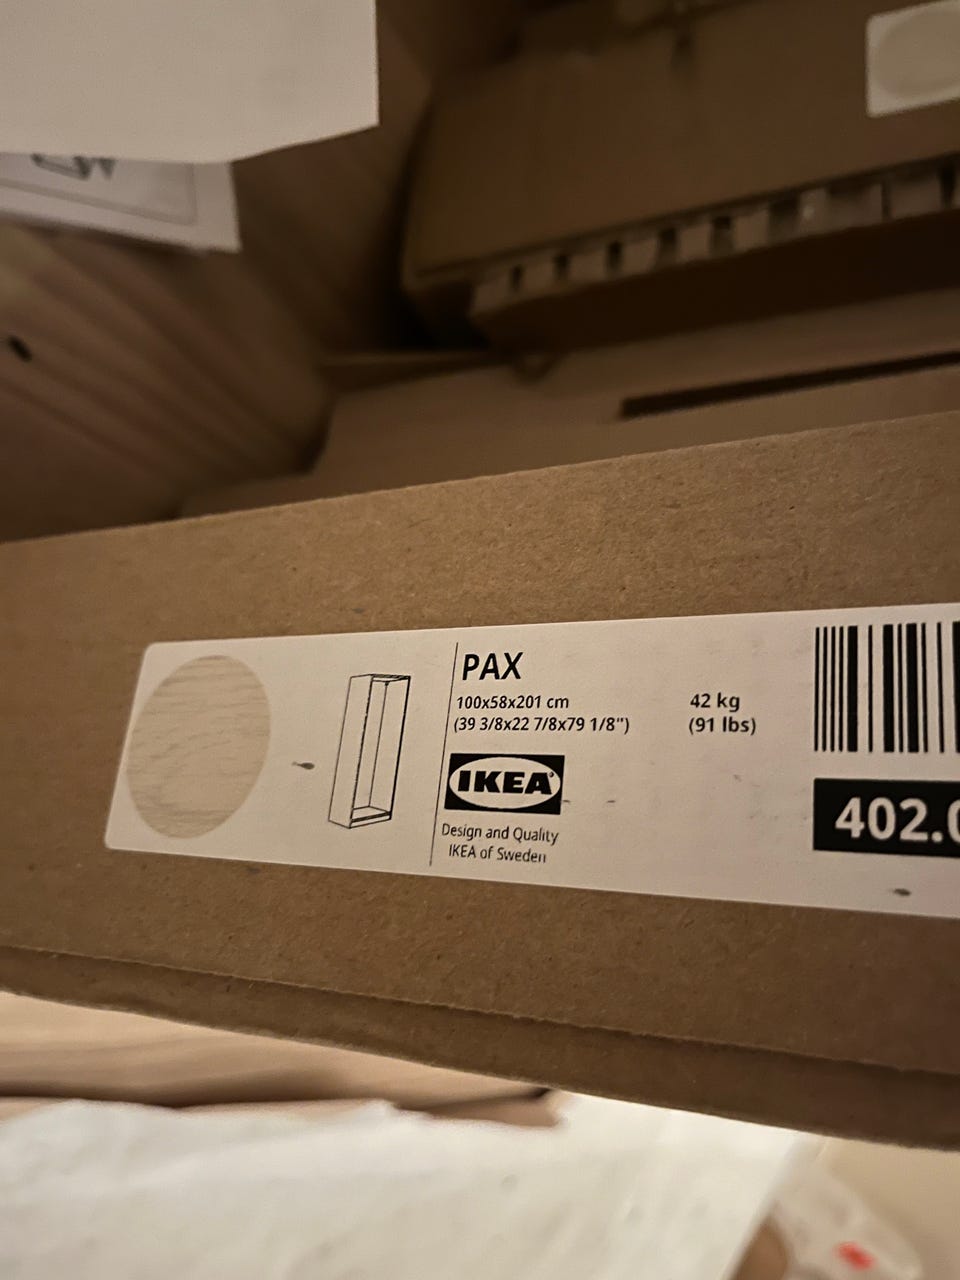 PAX
100x58x201 cm
(39 3/8x22 7/8x79 1/8")
42 kg
(91 lbs)
IKEA®
Design and Quality
IKEA of Sweden
402.0